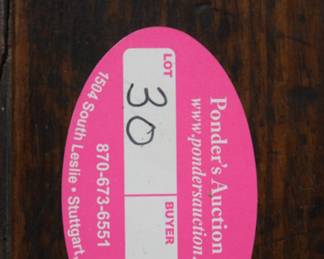 Ponder's Auction
www.pondersauction.
LOT
30
BUYER
870-673-6551
1504 South Leslie • Stuttgart,